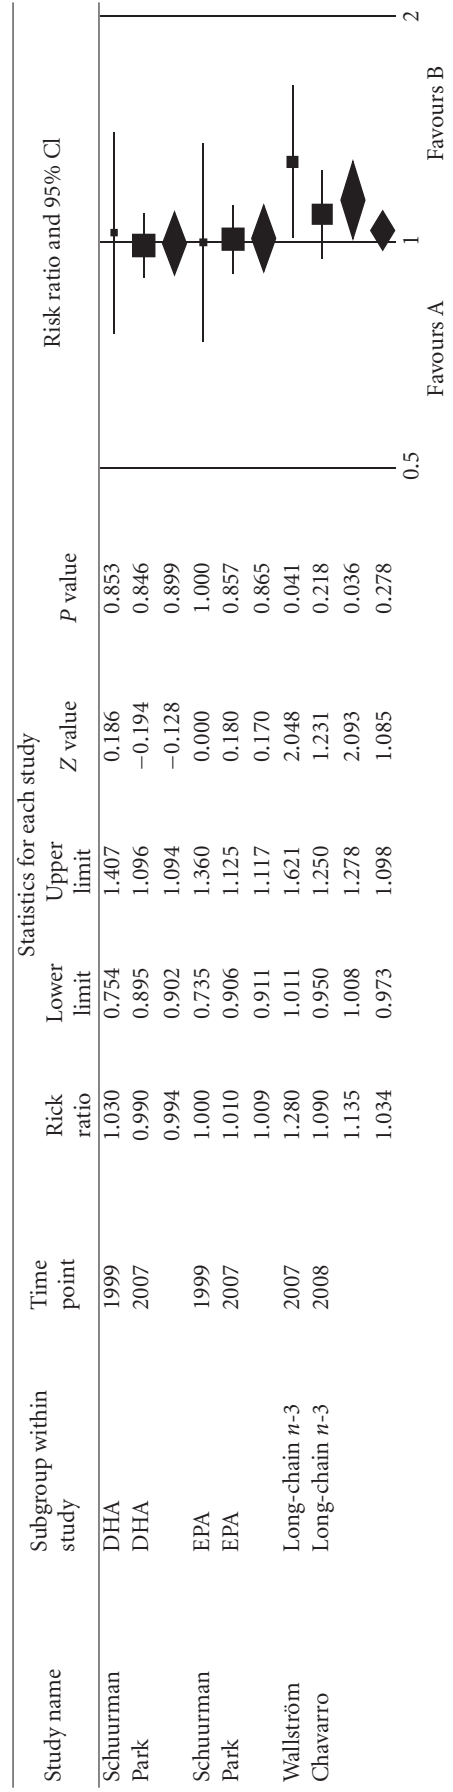 Statistics for each study
Study name Subgroup within study Time point Rick ratio Lower limit Upper limit Z value P value Risk ratio and 95% Cl
Schuurman DHA 1999 1.030 0.754 1.407 0.186 0.853
Park DHA 2007 0.990 0.895 1.096 −0.194 0.846
0.994 0.902 1.094 −0.128 0.899
Schuurman EPA 1999 1.000 0.735 1.360 0.000 1.000
Park EPA 2007 1.010 0.906 1.125 0.180 0.857
1.009 0.911 1.117 0.170 0.865
Wallström Long-chain n-3 2007 1.280 1.011 1.621 2.048 0.041
Chavarro Long-chain n-3 2008 1.090 0.950 1.250 1.231 0.218
1.135 1.008 1.278 2.093 0.036
1.034 0.973 1.098 1.085 0.278
0.5 1 2
Favours A Favours B